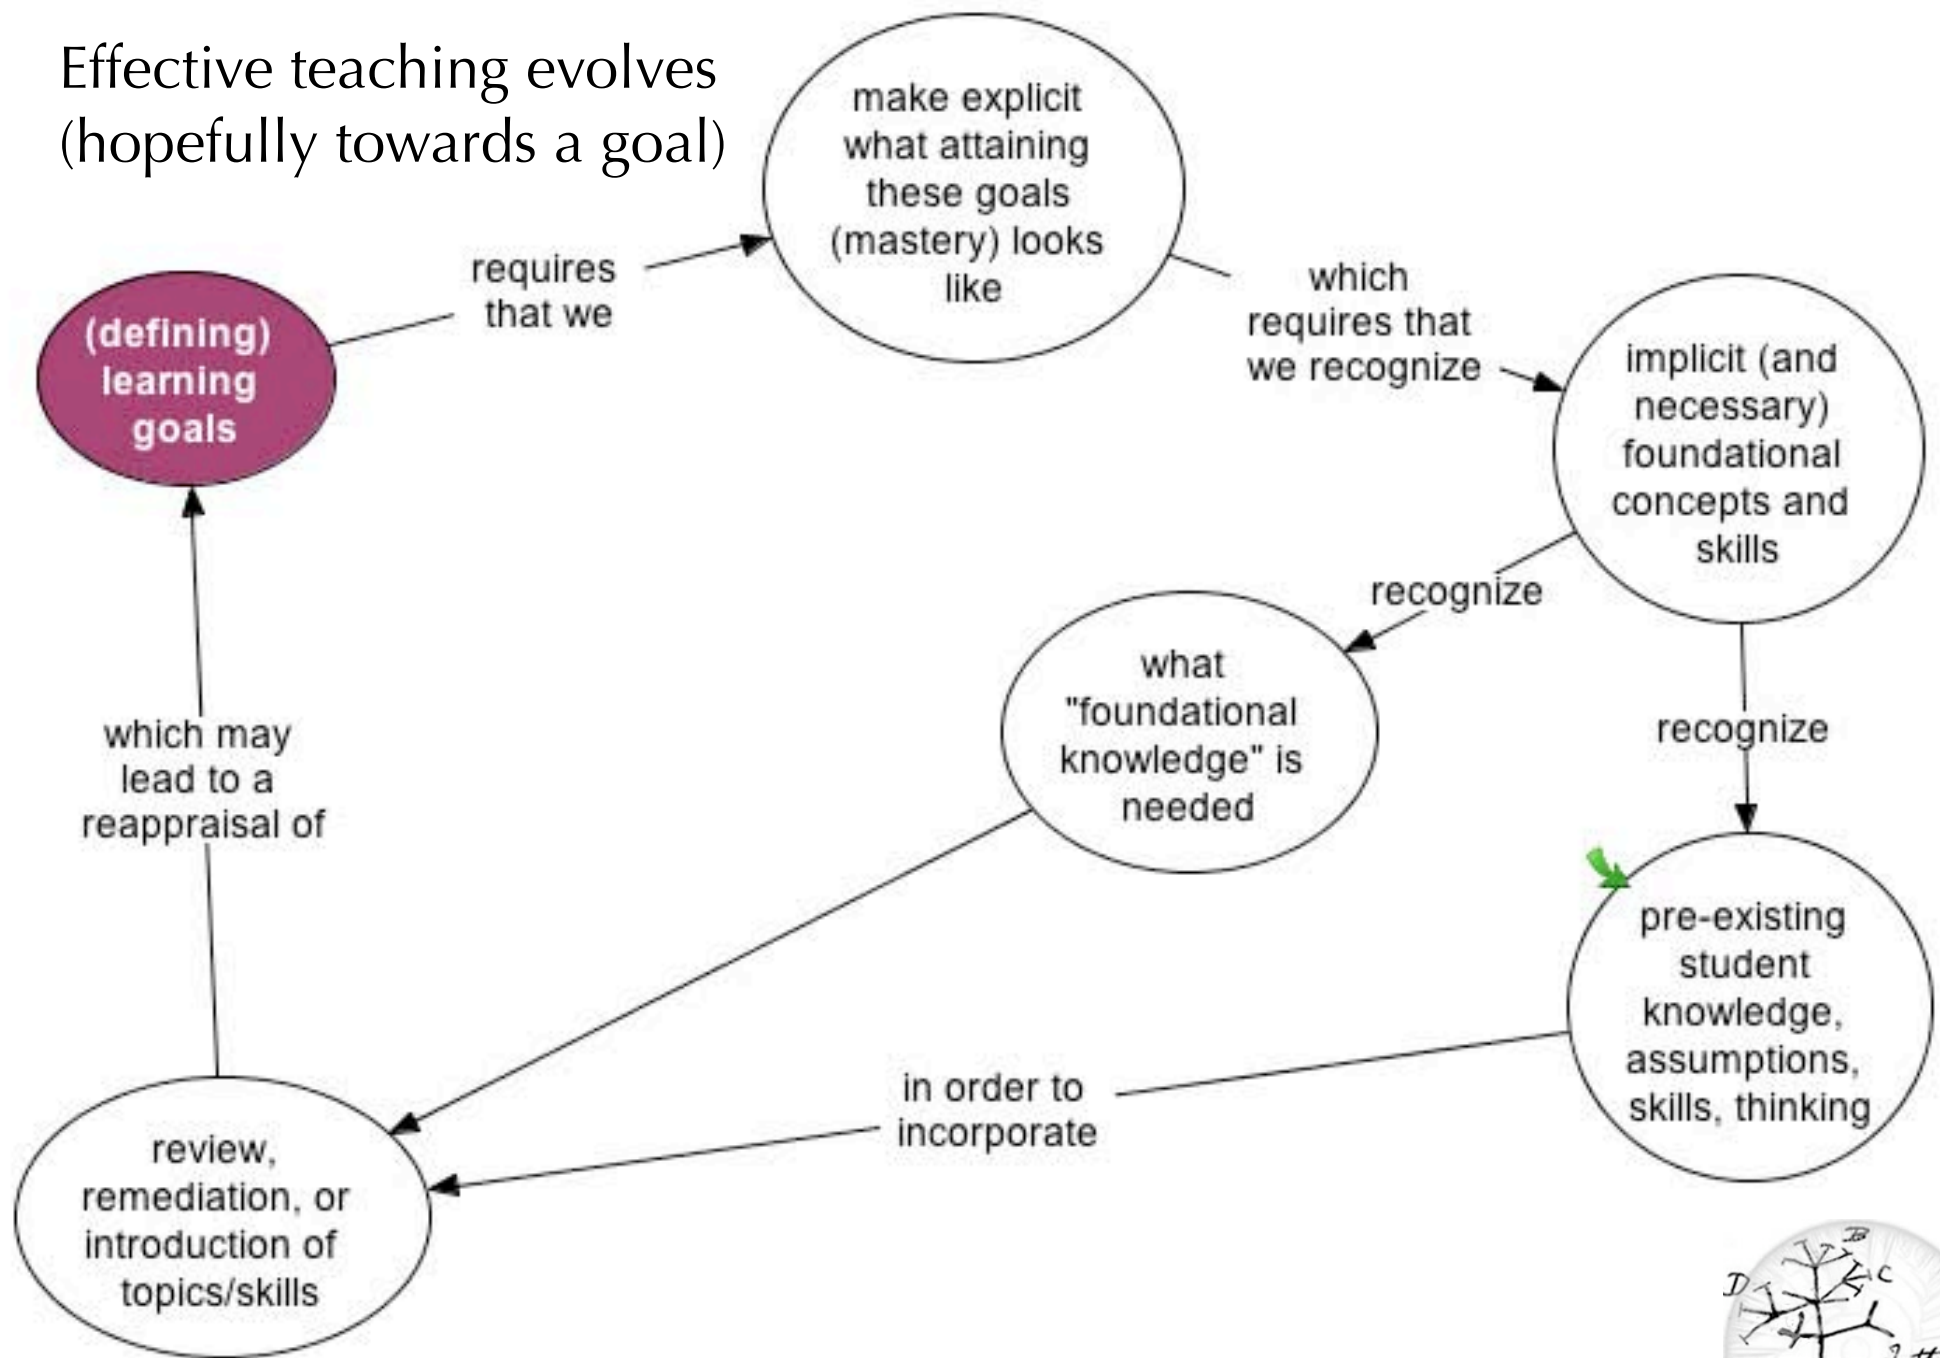 Effective teaching evolves
(hopefully towards a goal)
make explicit
what attaining
these goals
(mastery) looks
like
requires
that we
(defining)
learning
goals
which
requires that
we recognize
implicit (and
necessary)
foundational
concepts and
skills
recognize
what
"foundational
knowledge" is
needed
recognize
which may
lead to a
reappraisal of
pre-existing
student
knowledge,
assumptions,
skills, thinking
in order to
incorporate
review,
remediation, or
introduction of
topics/skills
B
D
C